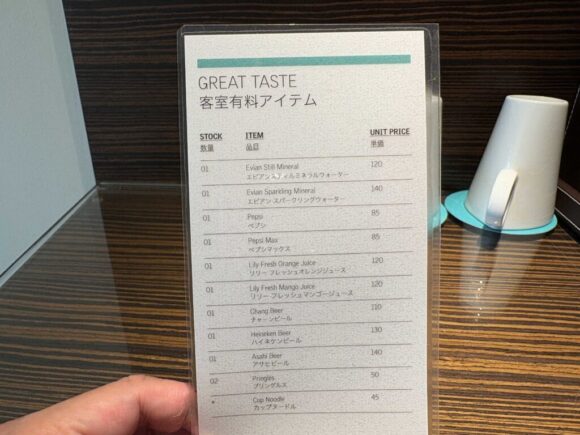 GREAT TASTE
客室有料アイテム
STOCK ITEM UNIT PRICE
数量 品目 単価
01 Evian Still Mineral 120
エビアンスティルミネラルウォーター
01 Evian Sparkling Mineral 140
エビアン スパークリングウォーター
01 Pepsi 85
ペプシ
01 Pepsi Max 85
ペプシマックス
01 Lily Fresh Orange Juice 120
リリー フレッシュオレンジジュース
01 Lily Fresh Mango Juice 120
リリー フレッシュマンゴージュース
01 Chang Beer 110
チャーンビール
01 Heineken Beer 130
ハイネケンビール
01 Asahi Beer 140
アサヒビール
02 Pringles 50
プリングルス
* Cup Noodle 45
カップヌードル